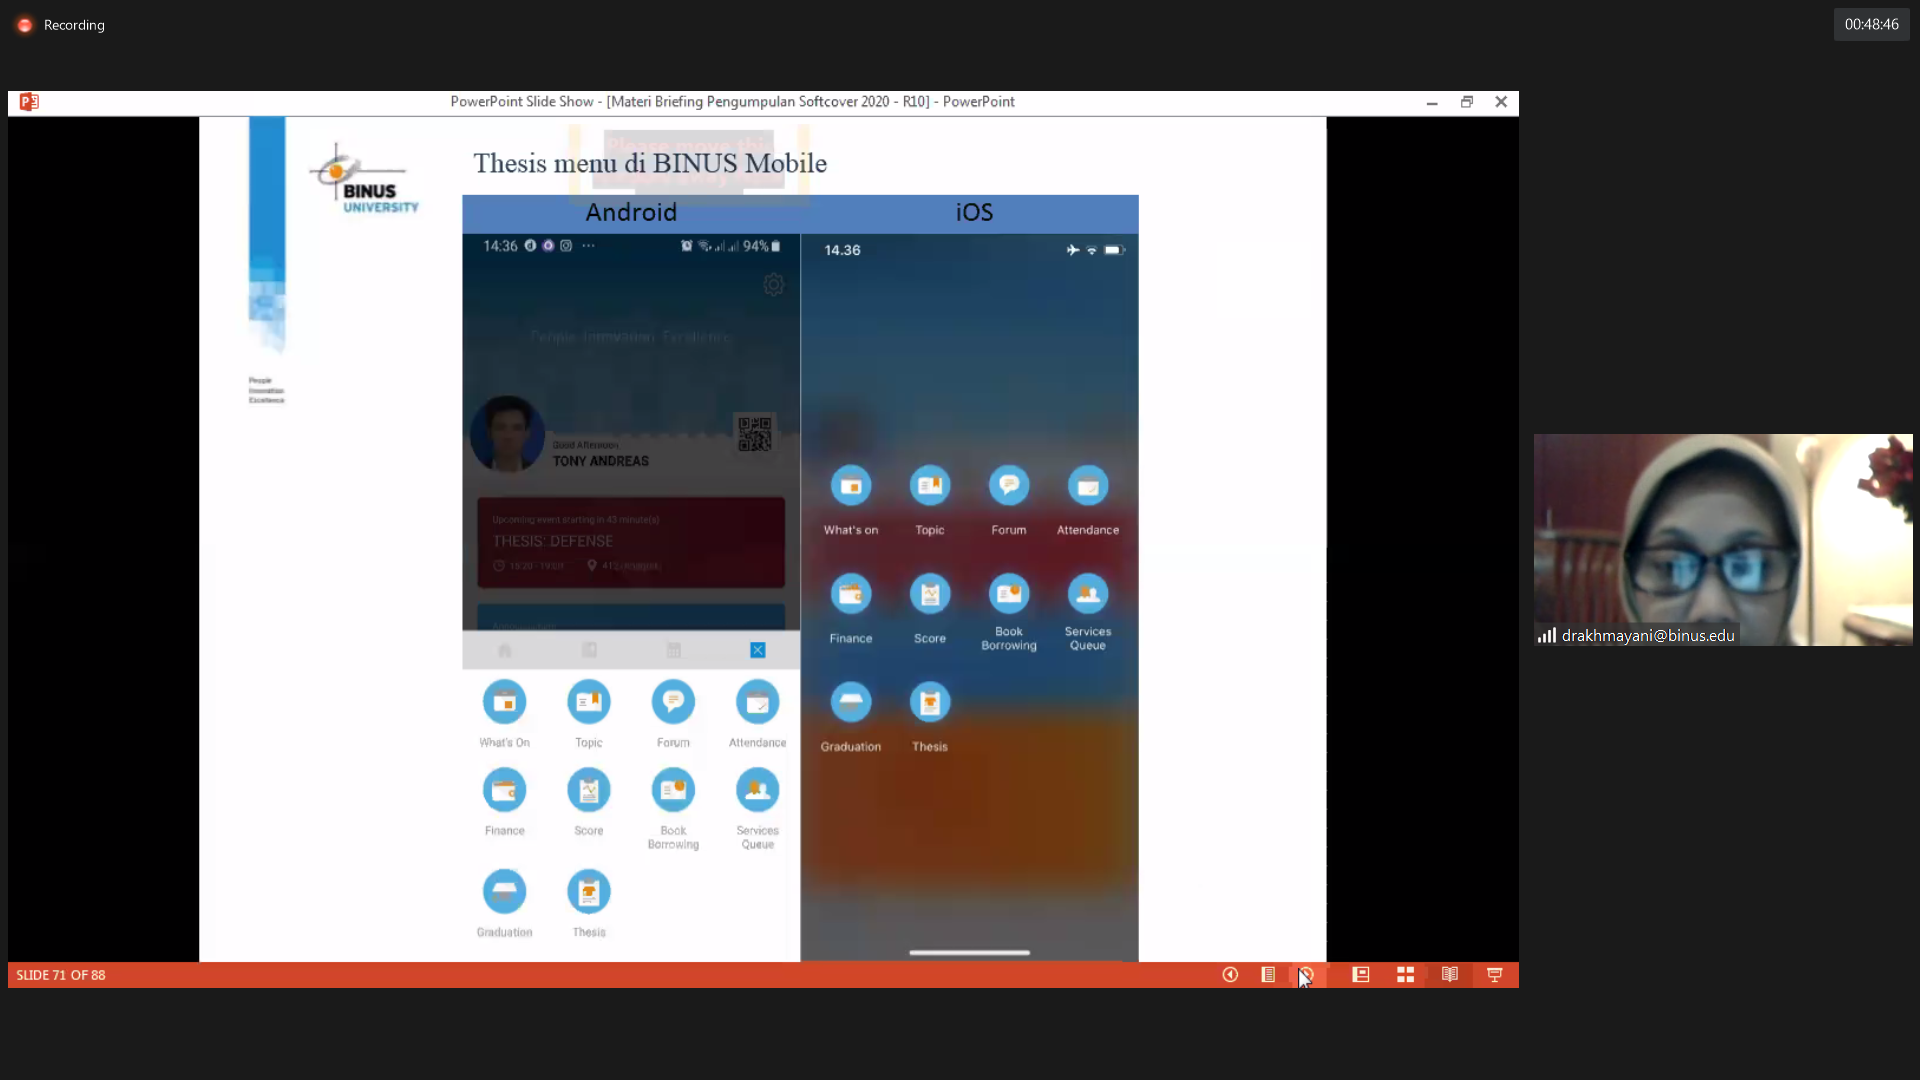 Recording
00:48:46
PowerPoint Slide Show - [Materi Briefing Pengumpulan Softcover 2020 - R10] - PowerPoint
BINUS
UNIVERSITY
Please move this
Thesis menu di BINUS Mobile
Android
iOS
14:36
94%
14.36
People Innovation Excellence
People
Innovation
Excellence
Good Afternoon
TONY ANDREAS
Upcoming event starting in 43 minute(s)
THESIS: DEFENSE
What's on
Topic
Forum
Attendance
Finance
Score
Book
Borrowing
Services
Queue
Graduation
Thesis
What's On
Topic
Forum
Attendance
Finance
Score
Book
Borrowing
Services
Queue
Graduation
Thesis
drakhmayani@binus.edu
SLIDE 71 OF 88